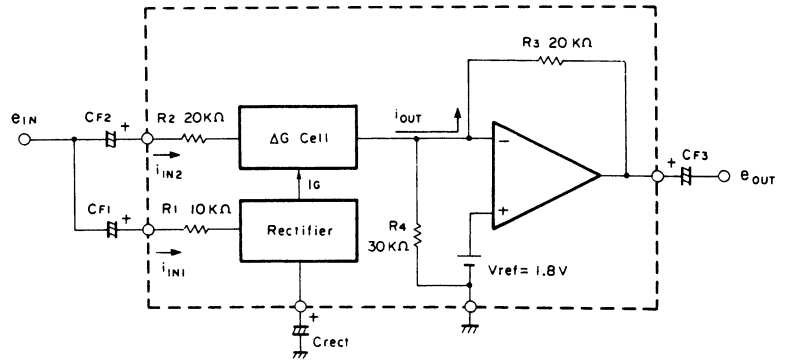 R3 20KΩ
eIN
CF2
+
R2 20KΩ
ΔG Cell
iOUT
iIN2
IG
−
+
CF3
eOUT
CF1
+
R1 10KΩ
Rectifier
R4
30KΩ
+
iIN1
Vref= 1.8V
+
Crect